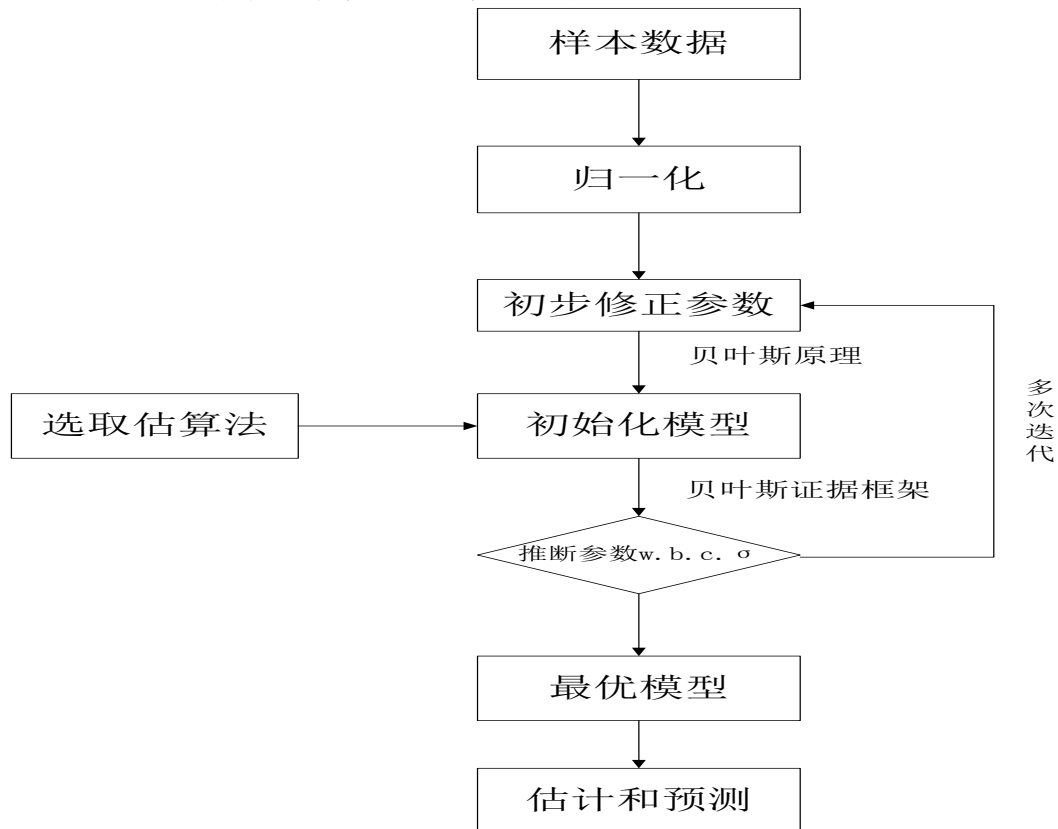 样本数据
归一化
初步修正参数
贝叶斯原理
多次迭代
选取估算法
初始化模型
贝叶斯证据框架
推断参数w.b.c.σ
最优模型
估计和预测